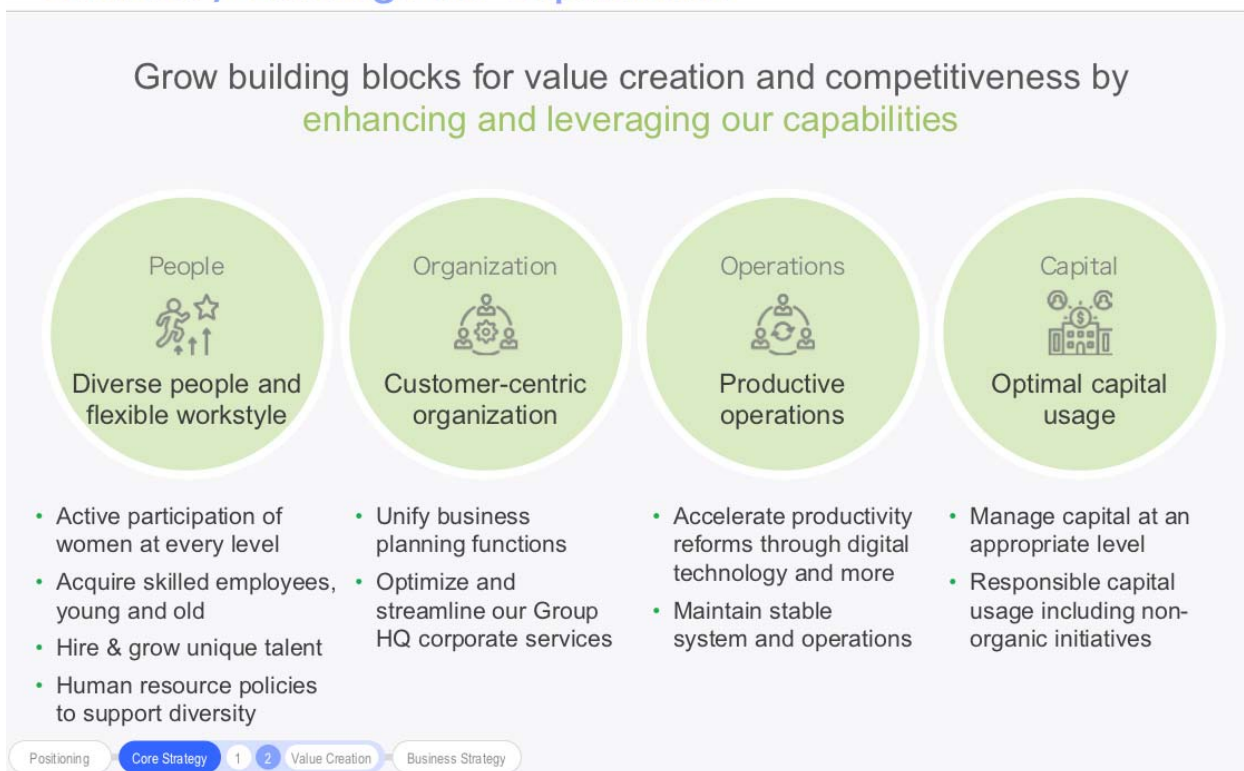 Grow building blocks for value creation and competitiveness by
enhancing and leveraging our capabilities
People
Diverse people and
flexible workstyle
• Active participation of
women at every level
• Acquire skilled employees,
young and old
• Hire & grow unique talent
• Human resource policies
to support diversity
Organization
Customer-centric
organization
• Unify business
planning functions
• Optimize and
streamline our Group
HQ corporate services
Operations
Productive
operations
• Accelerate productivity
reforms through digital
technology and more
• Maintain stable
system and operations
Capital
Optimal capital
usage
• Manage capital at an
appropriate level
• Responsible capital
usage including non-
organic initiatives
Positioning Core Strategy 1 2 Value Creation Business Strategy